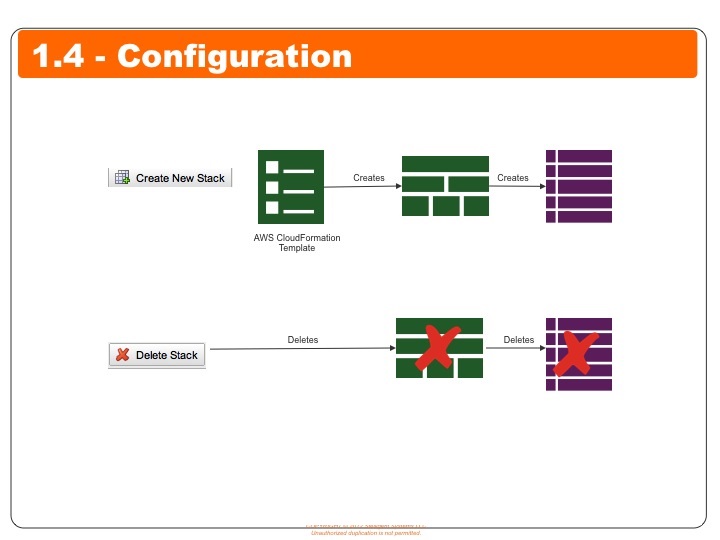 1.4 - Configuration
Create New Stack
Creates
Creates
AWS CloudFormation
Template
Delete Stack
Deletes
Deletes
Unauthorized duplication is not permitted.